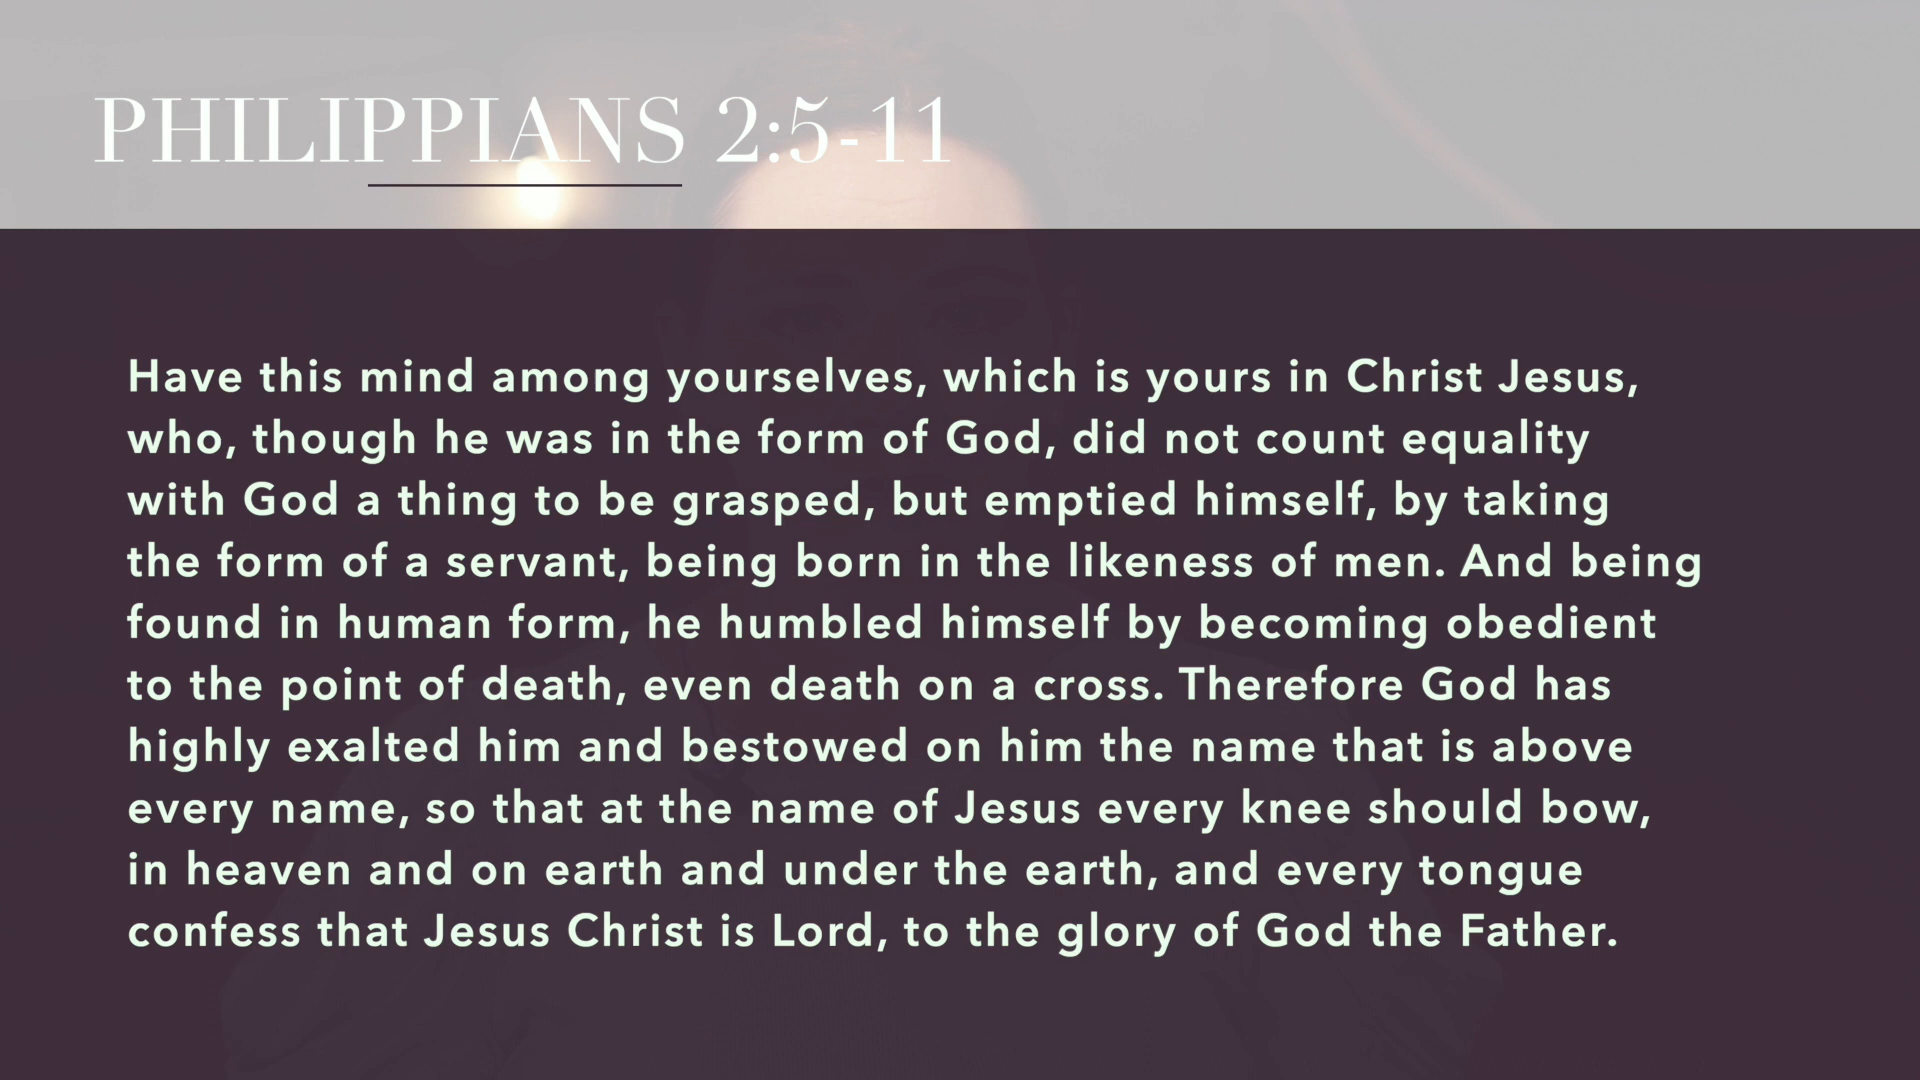 PHILIPPIANS 2:5-11
Have this mind among yourselves, which is yours in Christ Jesus,
who, though he was in the form of God, did not count equality
with God a thing to be grasped, but emptied himself, by taking
the form of a servant, being born in the likeness of men. And being
found in human form, he humbled himself by becoming obedient
to the point of death, even death on a cross. Therefore God has
highly exalted him and bestowed on him the name that is above
every name, so that at the name of Jesus every knee should bow,
in heaven and on earth and under the earth, and every tongue
confess that Jesus Christ is Lord, to the glory of God the Father.